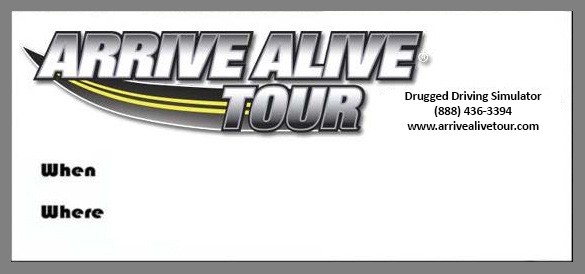 ARRIVE ALIVE®
TOUR
Drugged Driving Simulator
(888) 436-3394
www.arrivealivetour.com
When
Where